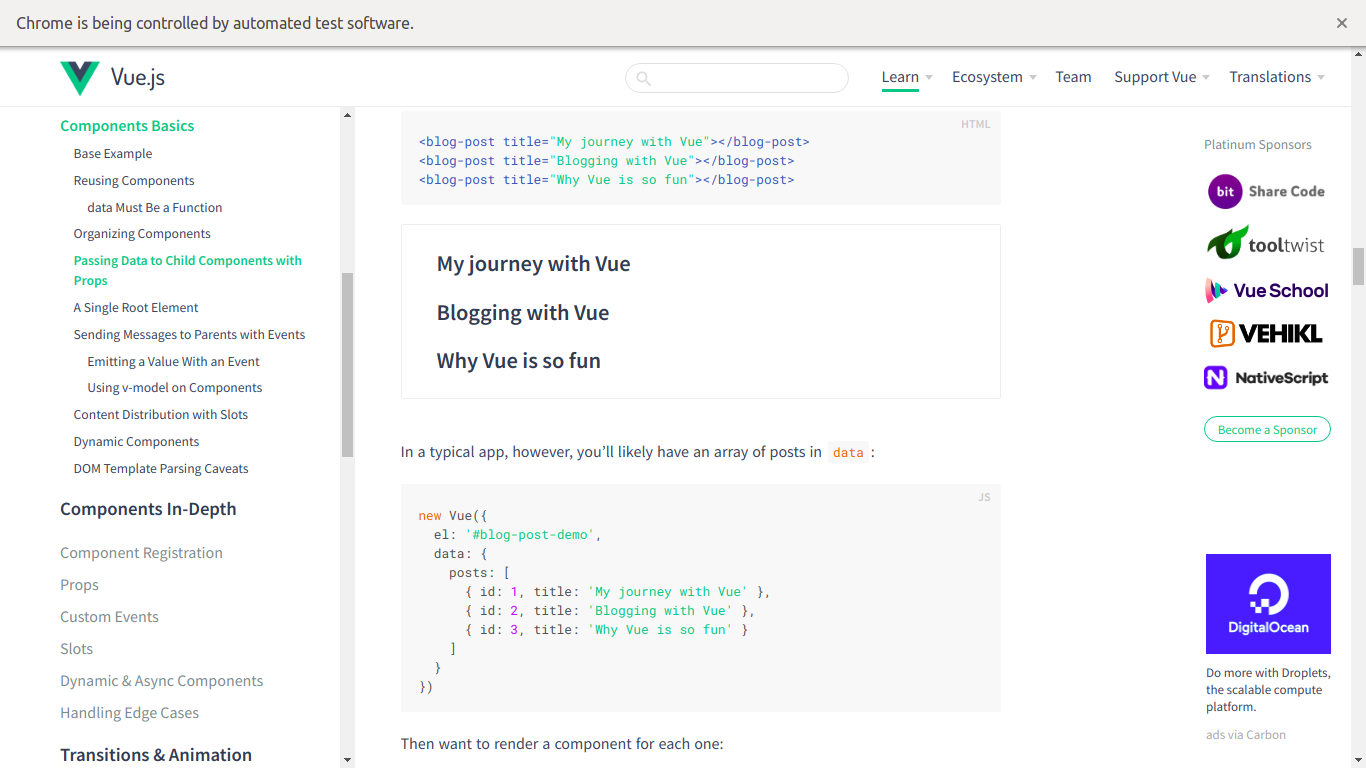 Chrome is being controlled by automated test software.
Vue.js
Learn
Ecosystem
Team
Support Vue
Translations
Components Basics
Base Example
Reusing Components
data Must Be a Function
Organizing Components
Passing Data to Child Components with
Props
A Single Root Element
Sending Messages to Parents with Events
Emitting a Value With an Event
Using v-model on Components
Content Distribution with Slots
Dynamic Components
DOM Template Parsing Caveats
Components In-Depth
Component Registration
Props
Custom Events
Slots
Dynamic & Async Components
Handling Edge Cases
Transitions & Animation
HTML
<blog-post title="My journey with Vue"></blog-post>
<blog-post title="Blogging with Vue"></blog-post>
<blog-post title="Why Vue is so fun"></blog-post>
My journey with Vue
Blogging with Vue
Why Vue is so fun
In a typical app, however, you’ll likely have an array of posts in data :
JS
new Vue({
  el: '#blog-post-demo',
  data: {
    posts: [
      { id: 1, title: 'My journey with Vue' },
      { id: 2, title: 'Blogging with Vue' },
      { id: 3, title: 'Why Vue is so fun' }
    ]
  }
})
Then want to render a component for each one:
Platinum Sponsors
bit Share Code
tooltwist
Vue School
VEHIKL
N NativeScript
Become a Sponsor
DigitalOcean
Do more with Droplets,
the scalable compute
platform.
ads via Carbon